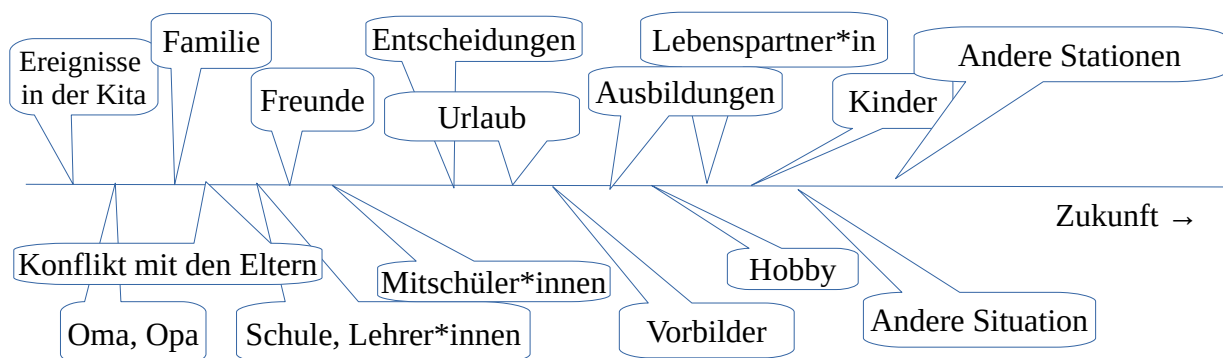 Ereignisse
in der Kita
Familie
Freunde
Entscheidungen
Urlaub
Lebenspartner*in
Ausbildungen
Kinder
Andere Stationen
Zukunft →
Konflikt mit den Eltern
Oma, Opa
Schule, Lehrer*innen
Mitschüler*innen
Vorbilder
Hobby
Andere Situation